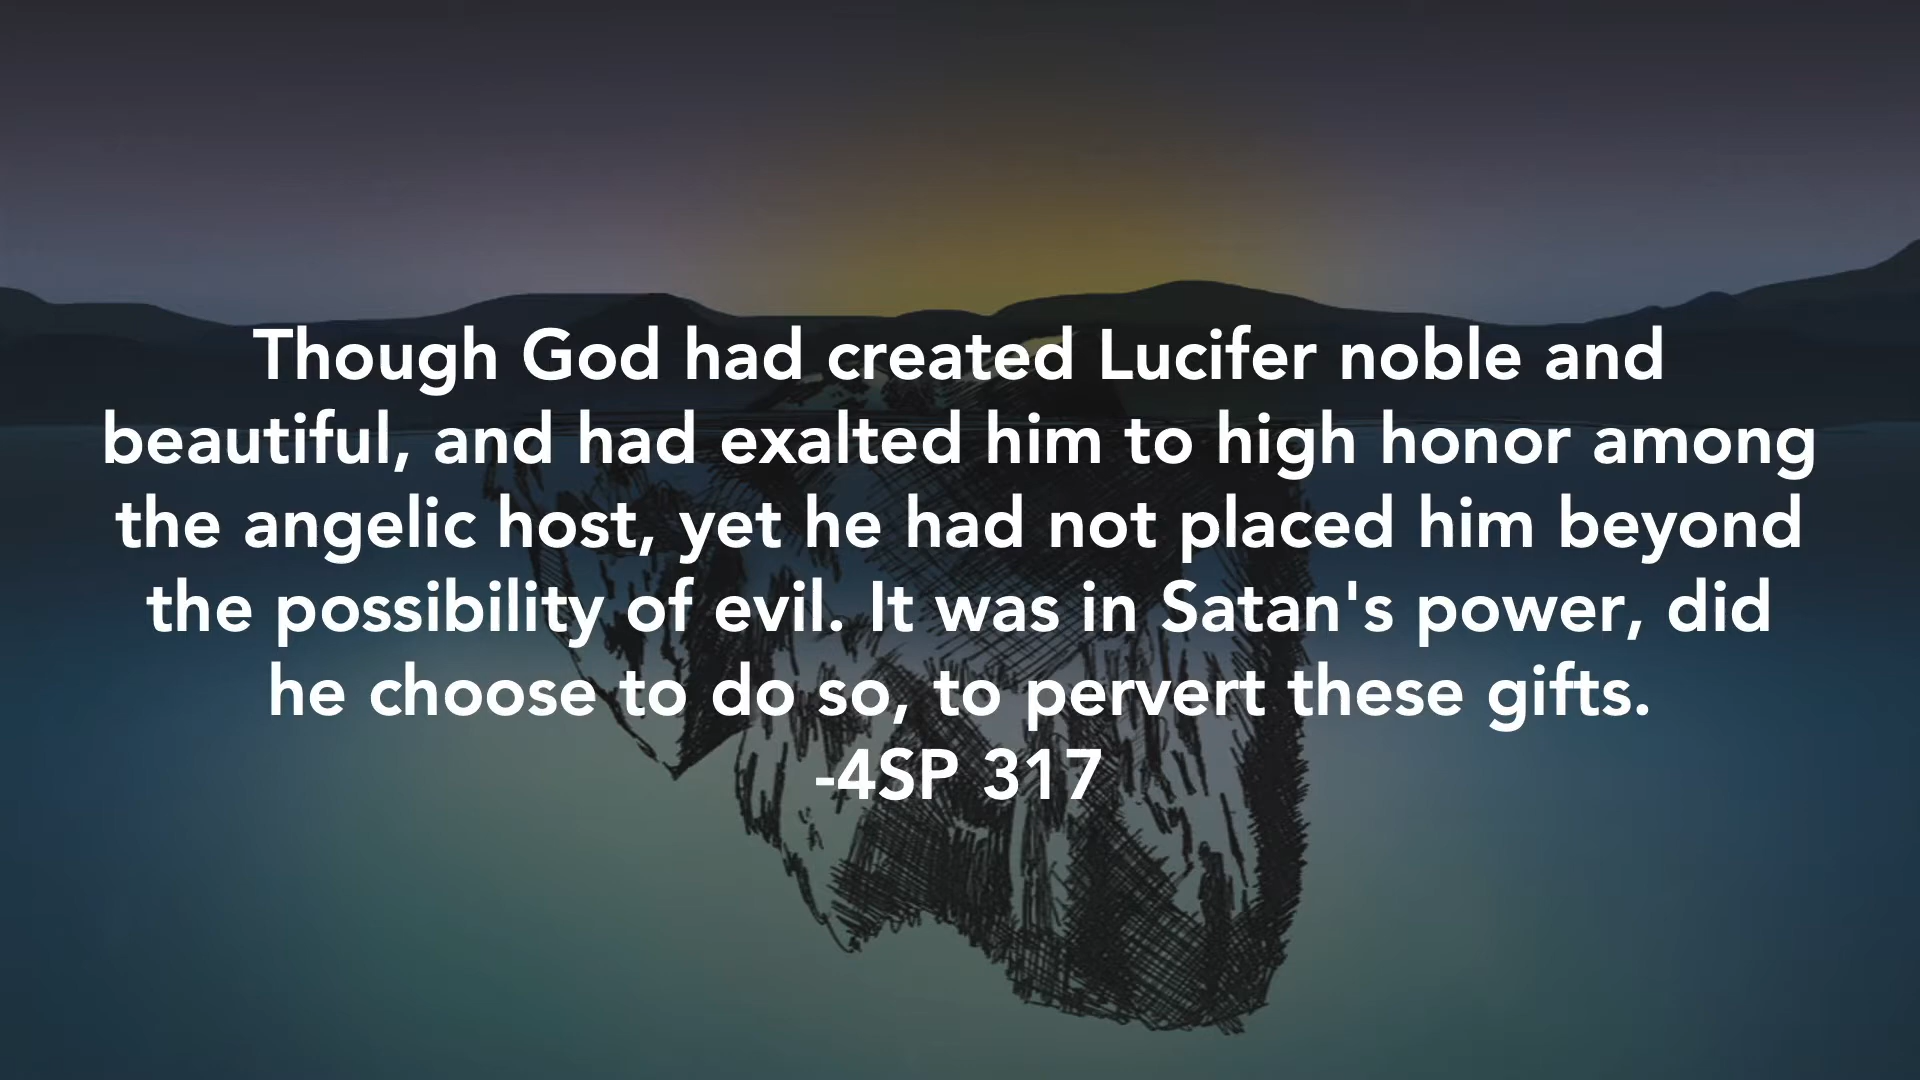 Though God had created Lucifer noble and
beautiful, and had exalted him to high honor among
the angelic host, yet he had not placed him beyond
the possibility of evil. It was in Satan's power, did
he choose to do so, to pervert these gifts.
-4SP 317